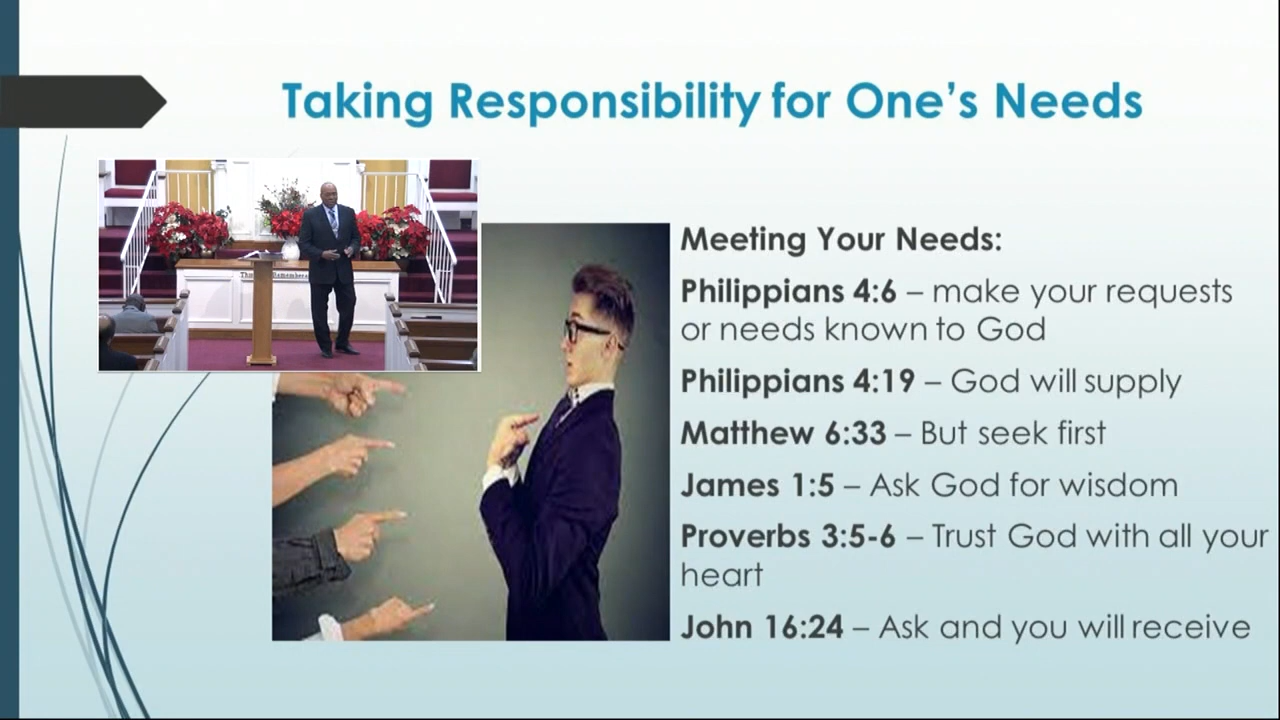 Taking Responsibility for One's Needs
Meeting Your Needs:
Philippians 4:6 – make your requests
or needs known to God
Philippians 4:19 – God will supply
Matthew 6:33 – But seek first
James 1:5 – Ask God for wisdom
Proverbs 3:5-6 – Trust God with all your
heart
John 16:24 – Ask and you will receive